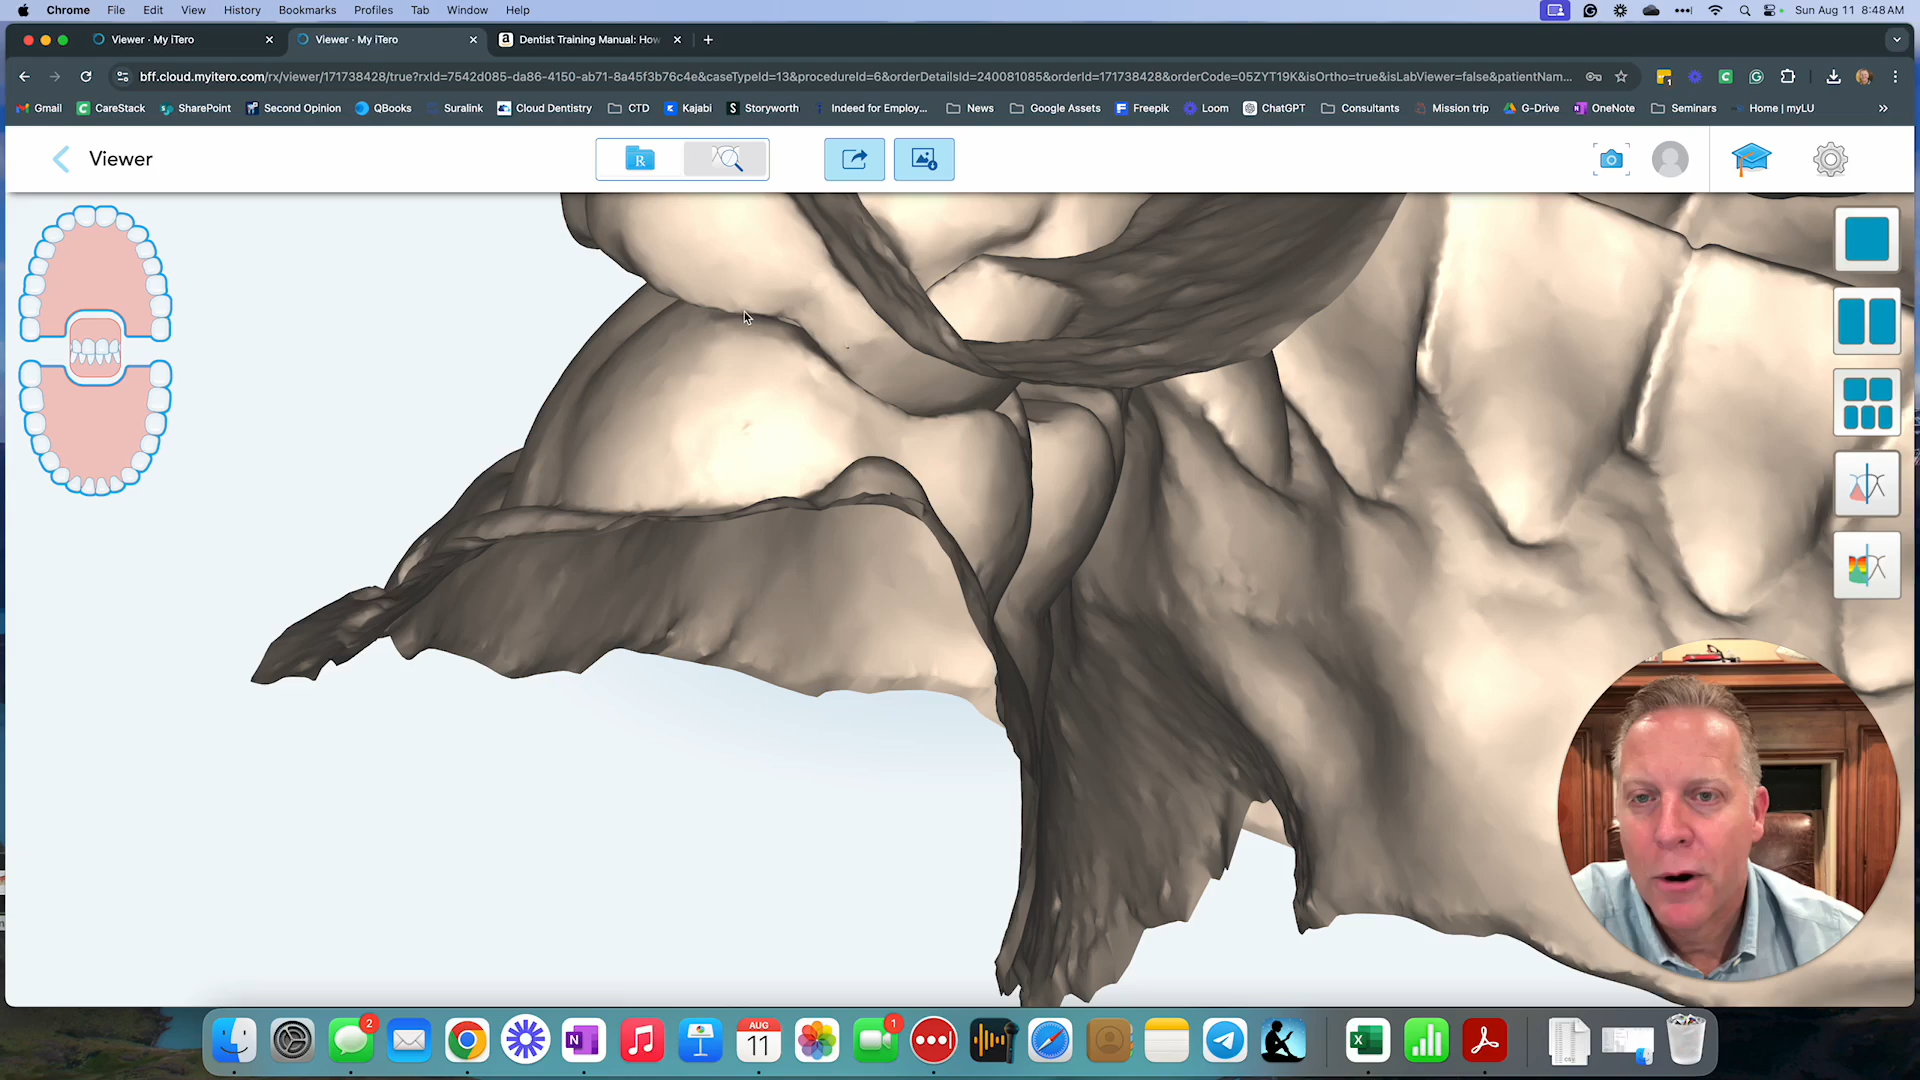 Chrome File Edit View History Bookmarks Profiles Tab Window Help Sun Aug 11 8:48 AM
Viewer · My iTero Viewer · My iTero Dentist Training Manual: How
bff.cloud.myitero.com/rx/viewer/171738428/true?rxId=7542d085-da86-4150-ab71-8a45f3b76c4e&caseTypeId=13&procedureId=6&orderDetailsId=240081085&orderId=171738428&orderCode=05ZYT19K&isOrtho=true&isLabViewer=false&patientNam...
Gmail CareStack SharePoint Second Opinion QBooks Suralink Cloud Dentistry CTD Kajabi Storyworth Indeed for Employ... News Google Assets Freepik Loom ChatGPT Consultants Mission trip G-Drive OneNote Seminars Home | myLU
Viewer
R
2
AUG
11
1